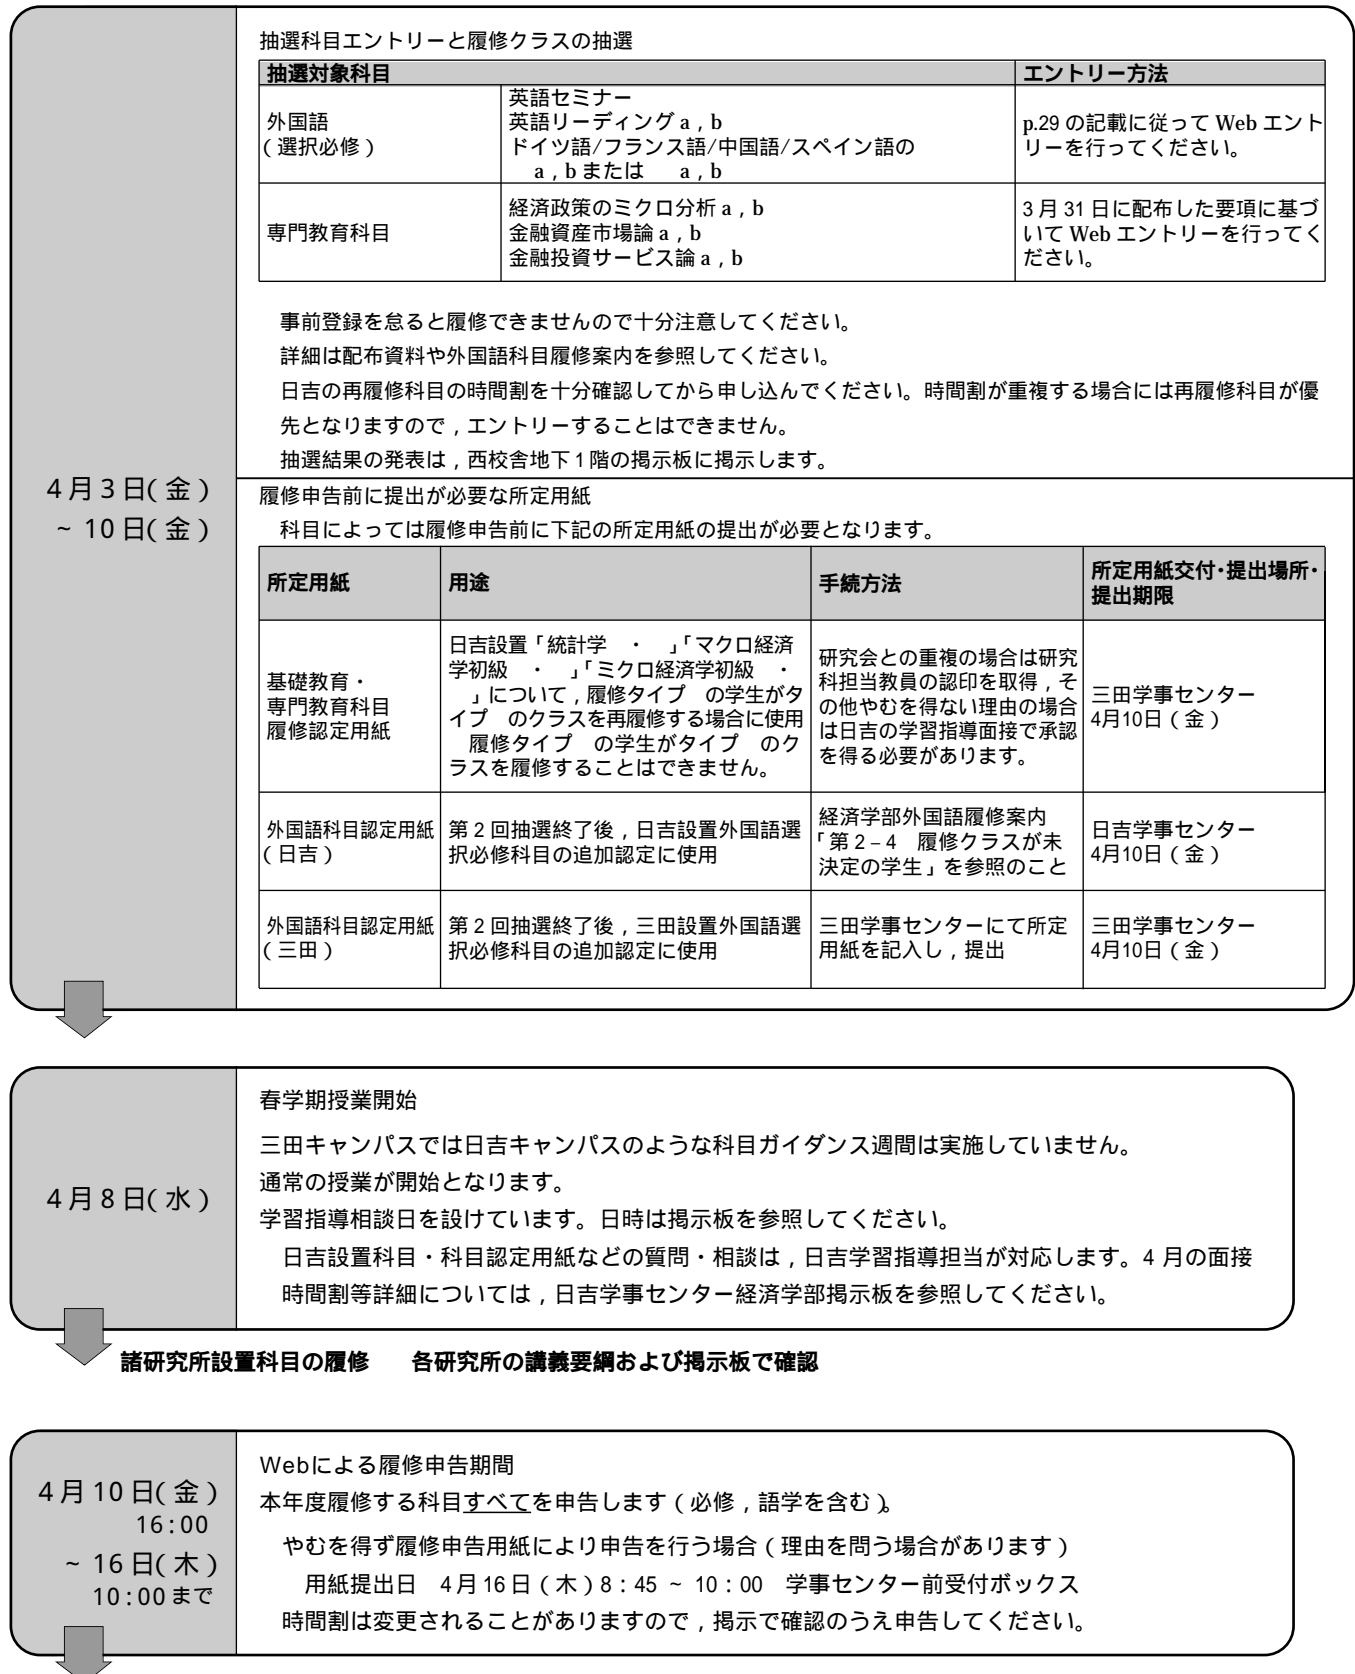 4月3日(金)
~ 10日(金)
抽選科目エントリーと履修クラスの抽選
抽選対象科目 エントリー方法
外国語
(選択必修)
英語セミナー
英語リーディング a , b
ドイツ語/フランス語/中国語/スペイン語の
a , b または a , b
p.29 の記載に従って Web エント
リーを行ってください。
専門教育科目
経済政策のミクロ分析 a , b
金融資産市場論 a , b
金融投資サービス論 a , b
3月31日に配布した要項に基づ
いて Web エントリーを行ってく
ださい。
事前登録を怠ると履修できませんので十分注意してください。
詳細は配布資料や外国語科目履修案内を参照してください。
日吉の再履修科目の時間割を十分確認してから申し込んでください。時間割が重複する場合には再履修科目が優
先となりますので,エントリーすることはできません。
抽選結果の発表は,西校舎地下1階の掲示板に掲示します。
履修申告前に提出が必要な所定用紙
科目によっては履修申告前に下記の所定用紙の提出が必要となります。
所定用紙 用途 手続方法
所定用紙交付・提出場所・
提出期限
基礎教育・
専門教育科目
履修認定用紙
日吉設置「統計学 ・ 」「マクロ経済
学初級 ・ 」「ミクロ経済学初級 ・
」について,履修タイプ の学生がタ
イプ のクラスを再履修する場合に使用
履修タイプ の学生がタイプ のク
ラスを履修することはできません。
研究会との重複の場合は研究
科担当教員の認印を取得,そ
の他やむを得ない理由の場合
は日吉の学習指導面接で承認
を得る必要があります。
三田学事センター
4月10日(金)
外国語科目認定用紙
(日吉)
第2回抽選終了後,日吉設置外国語選
択必修科目の追加認定に使用
経済学部外国語履修案内
「第2－4 履修クラスが未
決定の学生」を参照のこと
日吉学事センター
4月10日(金)
外国語科目認定用紙
(三田)
第2回抽選終了後,三田設置外国語選
択必修科目の追加認定に使用
三田学事センターにて所定
用紙を記入し,提出
三田学事センター
4月10日(金)
4月8日(水)
春学期授業開始
三田キャンパスでは日吉キャンパスのような科目ガイダンス週間は実施していません。
通常の授業が開始となります。
学習指導相談日を設けています。日時は掲示板を参照してください。
日吉設置科目・科目認定用紙などの質問・相談は,日吉学習指導担当が対応します。4月の面接
時間割等詳細については,日吉学事センター経済学部掲示板を参照してください。
諸研究所設置科目の履修 各研究所の講義要綱および掲示板で確認
4月10日(金)
16:00
~ 16日(木)
10:00まで
Webによる履修申告期間
本年度履修する科目すべてを申告します(必修,語学を含む)。
やむを得ず履修申告用紙により申告を行う場合(理由を問う場合があります)
用紙提出日 4月16日(木)8:45 ~ 10:00 学事センター前受付ボックス
時間割は変更されることがありますので,掲示で確認のうえ申告してください。